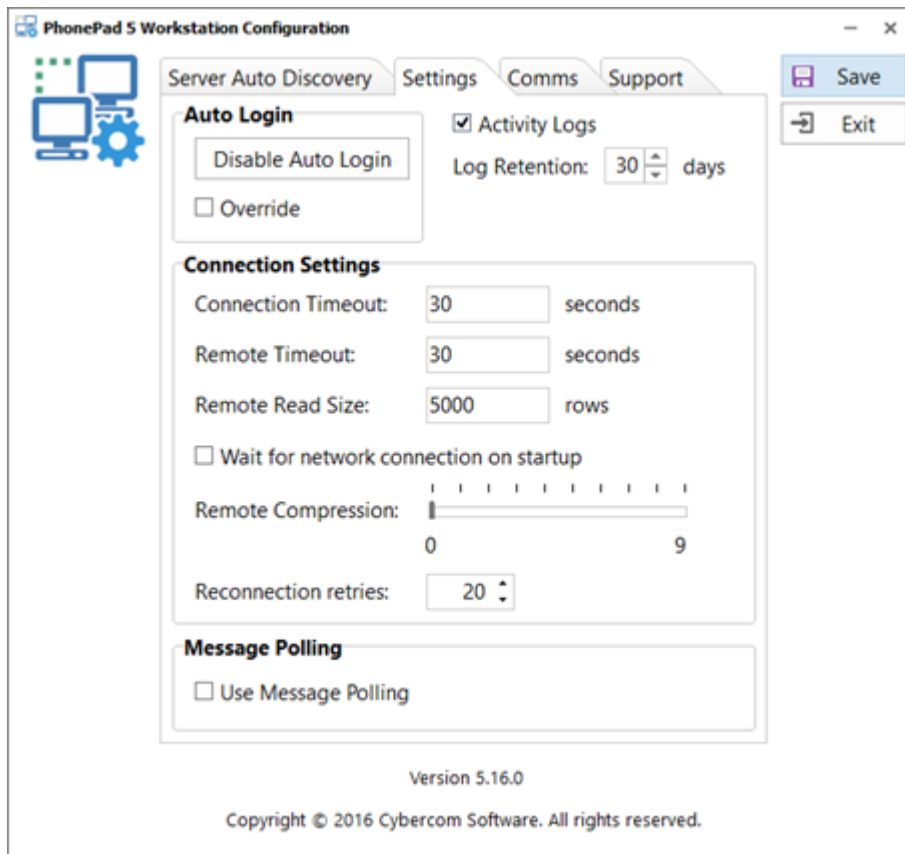 PhonePad 5 Workstation Configuration
Server Auto Discovery Settings Comms Support
Save
Exit
Auto Login
Disable Auto Login
Override
Activity Logs
Log Retention: 30 days
Connection Settings
Connection Timeout: 30 seconds
Remote Timeout: 30 seconds
Remote Read Size: 5000 rows
Wait for network connection on startup
Remote Compression:
0 9
Reconnection retries: 20
Message Polling
Use Message Polling
Version 5.16.0
Copyright © 2016 Cybercom Software. All rights reserved.